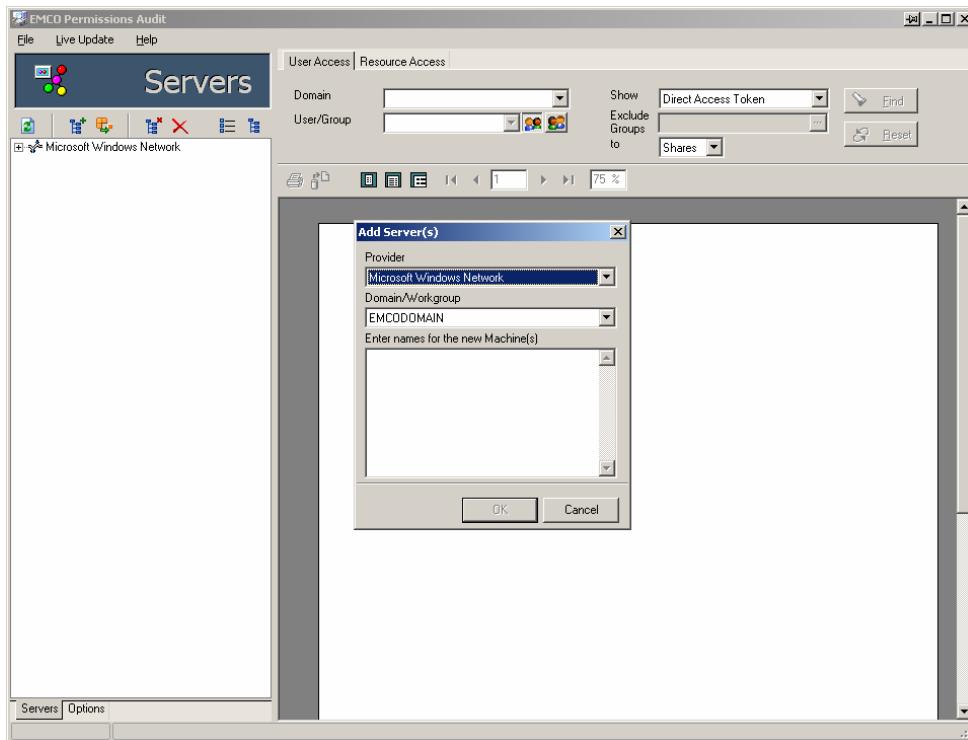 EMCO Permissions Audit
File Live Update Help
Servers
User Access Resource Access
Domain
Show Direct Access Token
Find
User/Group
Exclude Groups
...
Reset
to Shares
Microsoft Windows Network
1
75 %
Add Server(s)
Provider
Microsoft Windows Network
Domain/Workgroup
EMCODOMAIN
Enter names for the new Machine(s)
OK Cancel
Servers Options